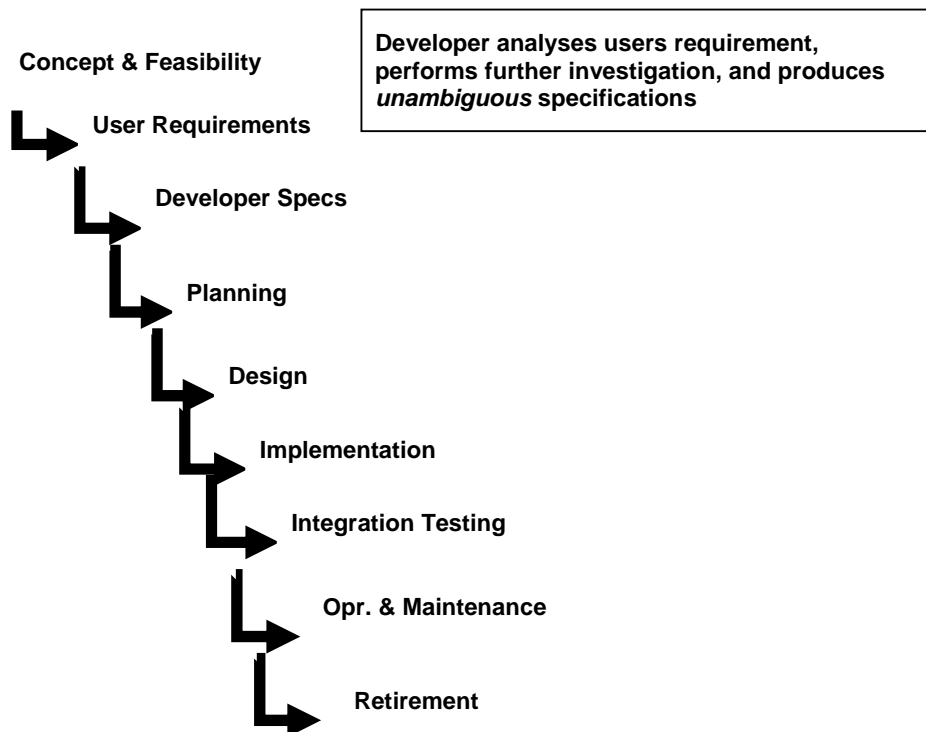 Concept & Feasibility
Developer analyses users requirement,
performs further investigation, and produces
unambiguous specifications
User Requirements
Developer Specs
Planning
Design
Implementation
Integration Testing
Opr. & Maintenance
Retirement